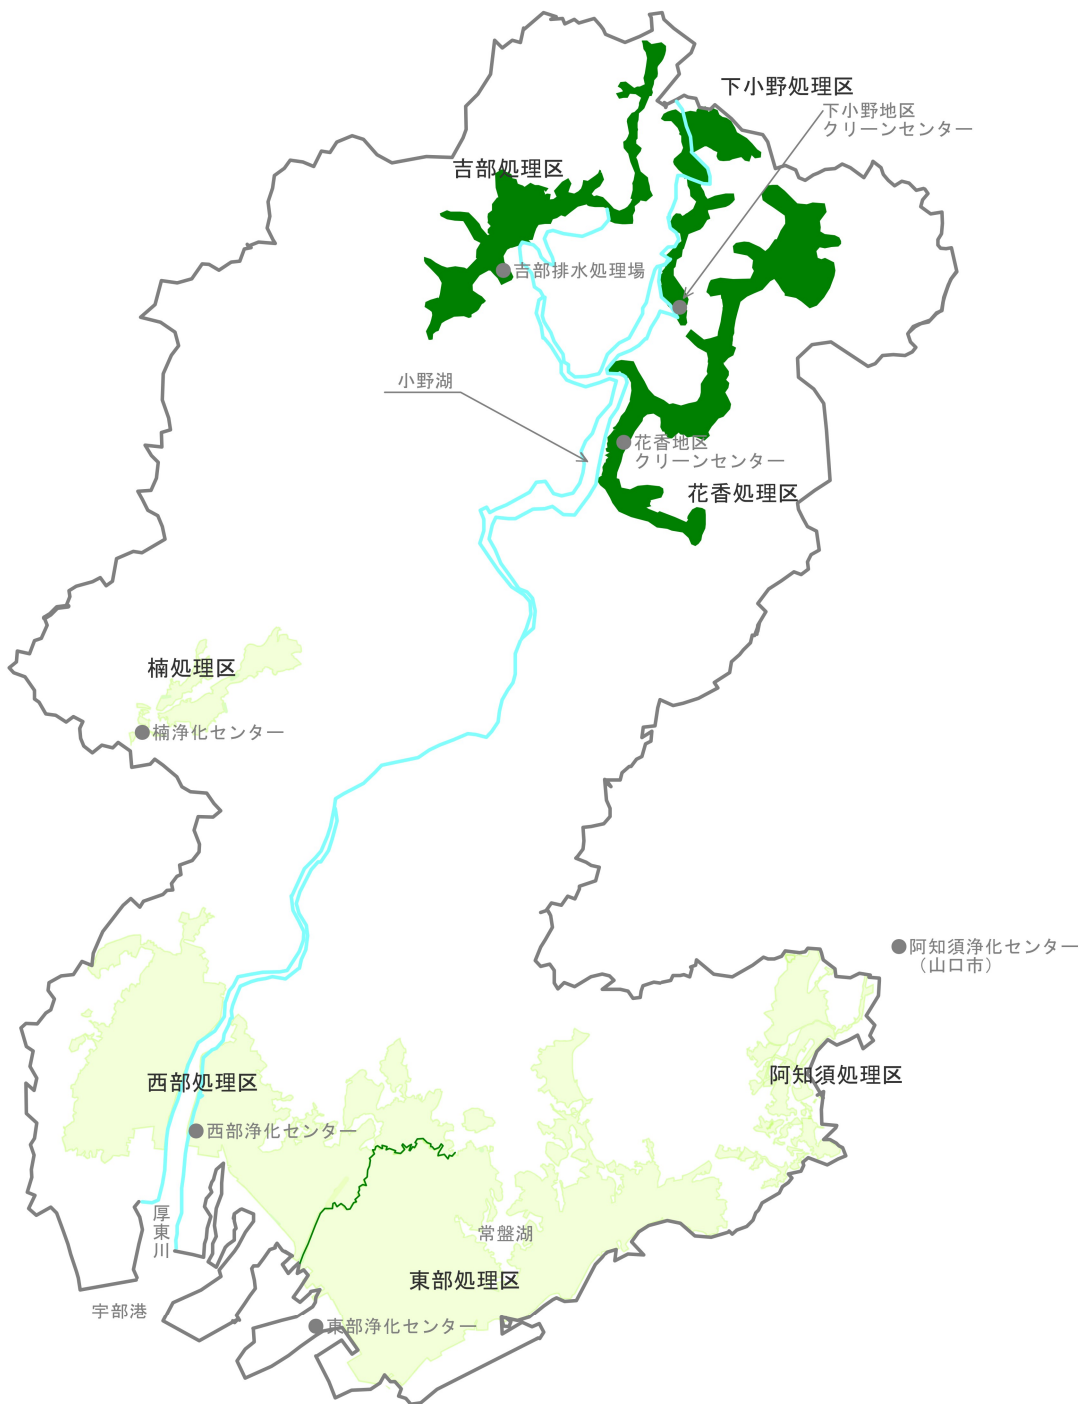 下小野処理区
下小野地区
クリーンセンター
吉部処理区
吉部排水処理場
小野湖
花香地区
クリーンセンター
花香処理区
楠処理区
楠浄化センター
阿知須浄化センター
（山口市）
阿知須処理区
西部処理区
西部浄化センター
厚東川
常盤湖
東部処理区
宇部港
東部浄化センター